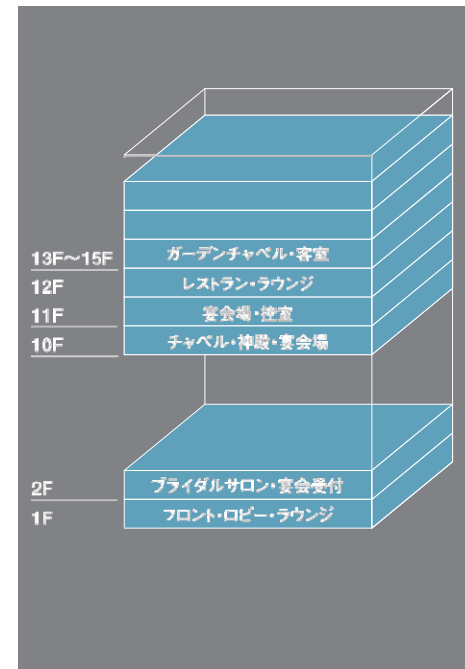 13F～15F ガーデンチャペル・客室
12F レストラン・ラウンジ
11F 宴会場・控室
10F チャペル・神殿・宴会場
2F ブライダルサロン・宴会受付
1F フロント・ロビー・ラウンジ